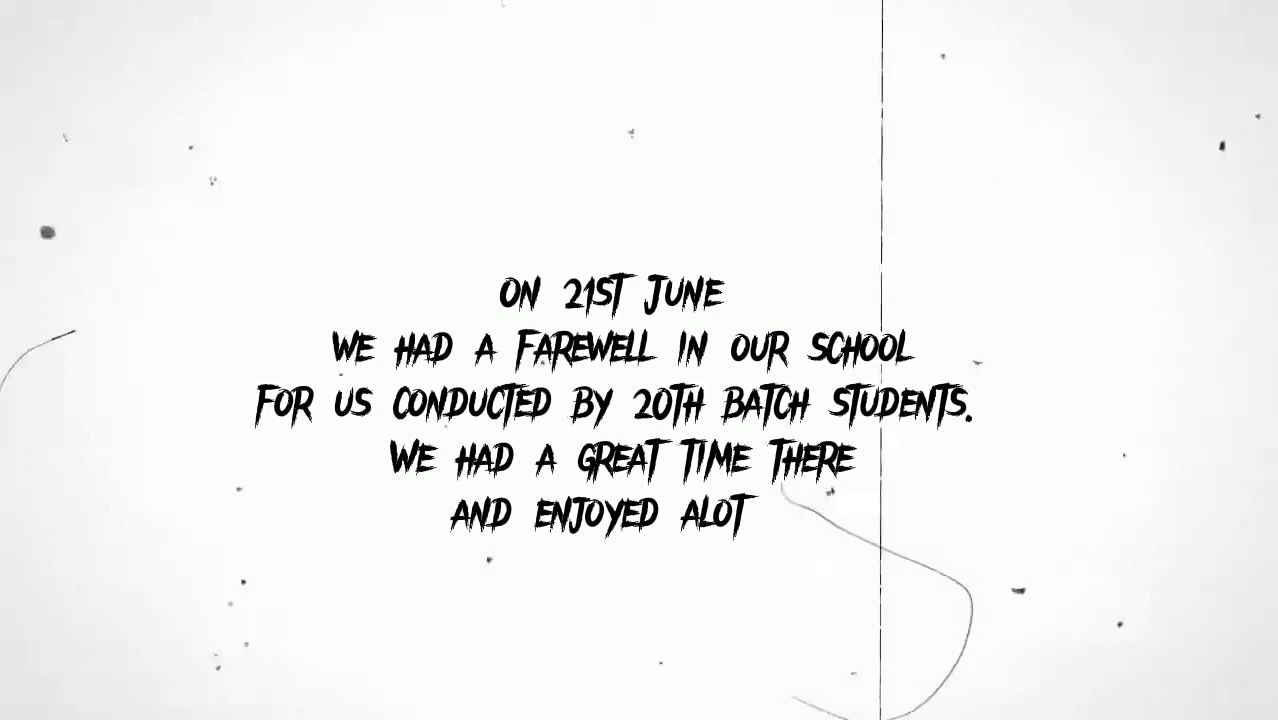 ON 21ST JUNE
WE HAD A FAREWELL IN OUR SCHOOL
FOR US CONDUCTED BY 20TH BATCH STUDENTS.
WE HAD A GREAT TIME THERE
AND ENJOYED ALOT